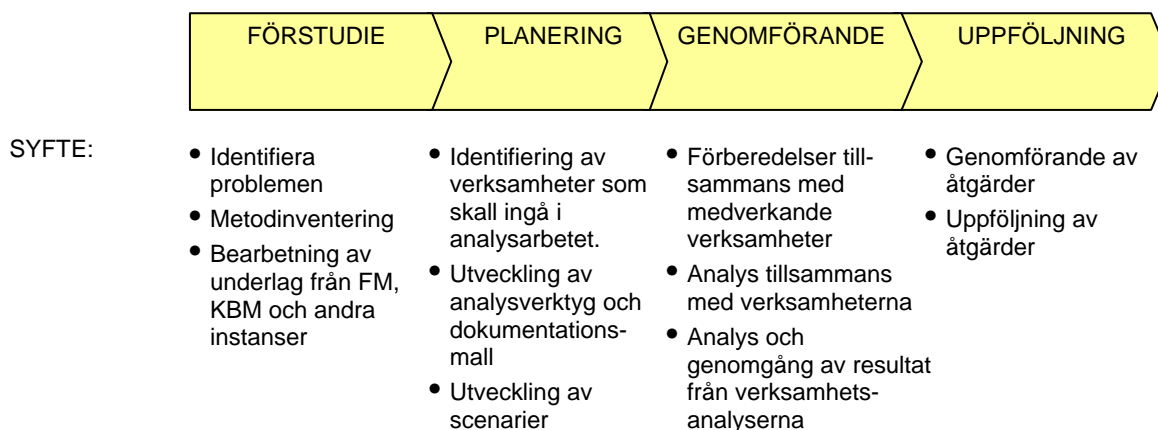 FÖRSTUDIE
PLANERING
GENOMFÖRANDE
UPPFÖLJNING
SYFTE:
• Identifiera
problemen
• Metodinventering
• Bearbetning av
underlag från FM,
KBM och andra
instanser
• Identifiering av
verksamheter som
skall ingå i
analysarbetet.
• Utveckling av
analysverktyg och
dokumentations-
mall
• Utveckling av
scenarier
• Förberedelser till-
sammans med
medverkande
verksamheter
• Analys tillsammans
med verksamheterna
• Analys och
genomgång av resultat
från verksamhets-
analyserna
• Genomförande av
åtgärder
• Uppföljning av
åtgärder